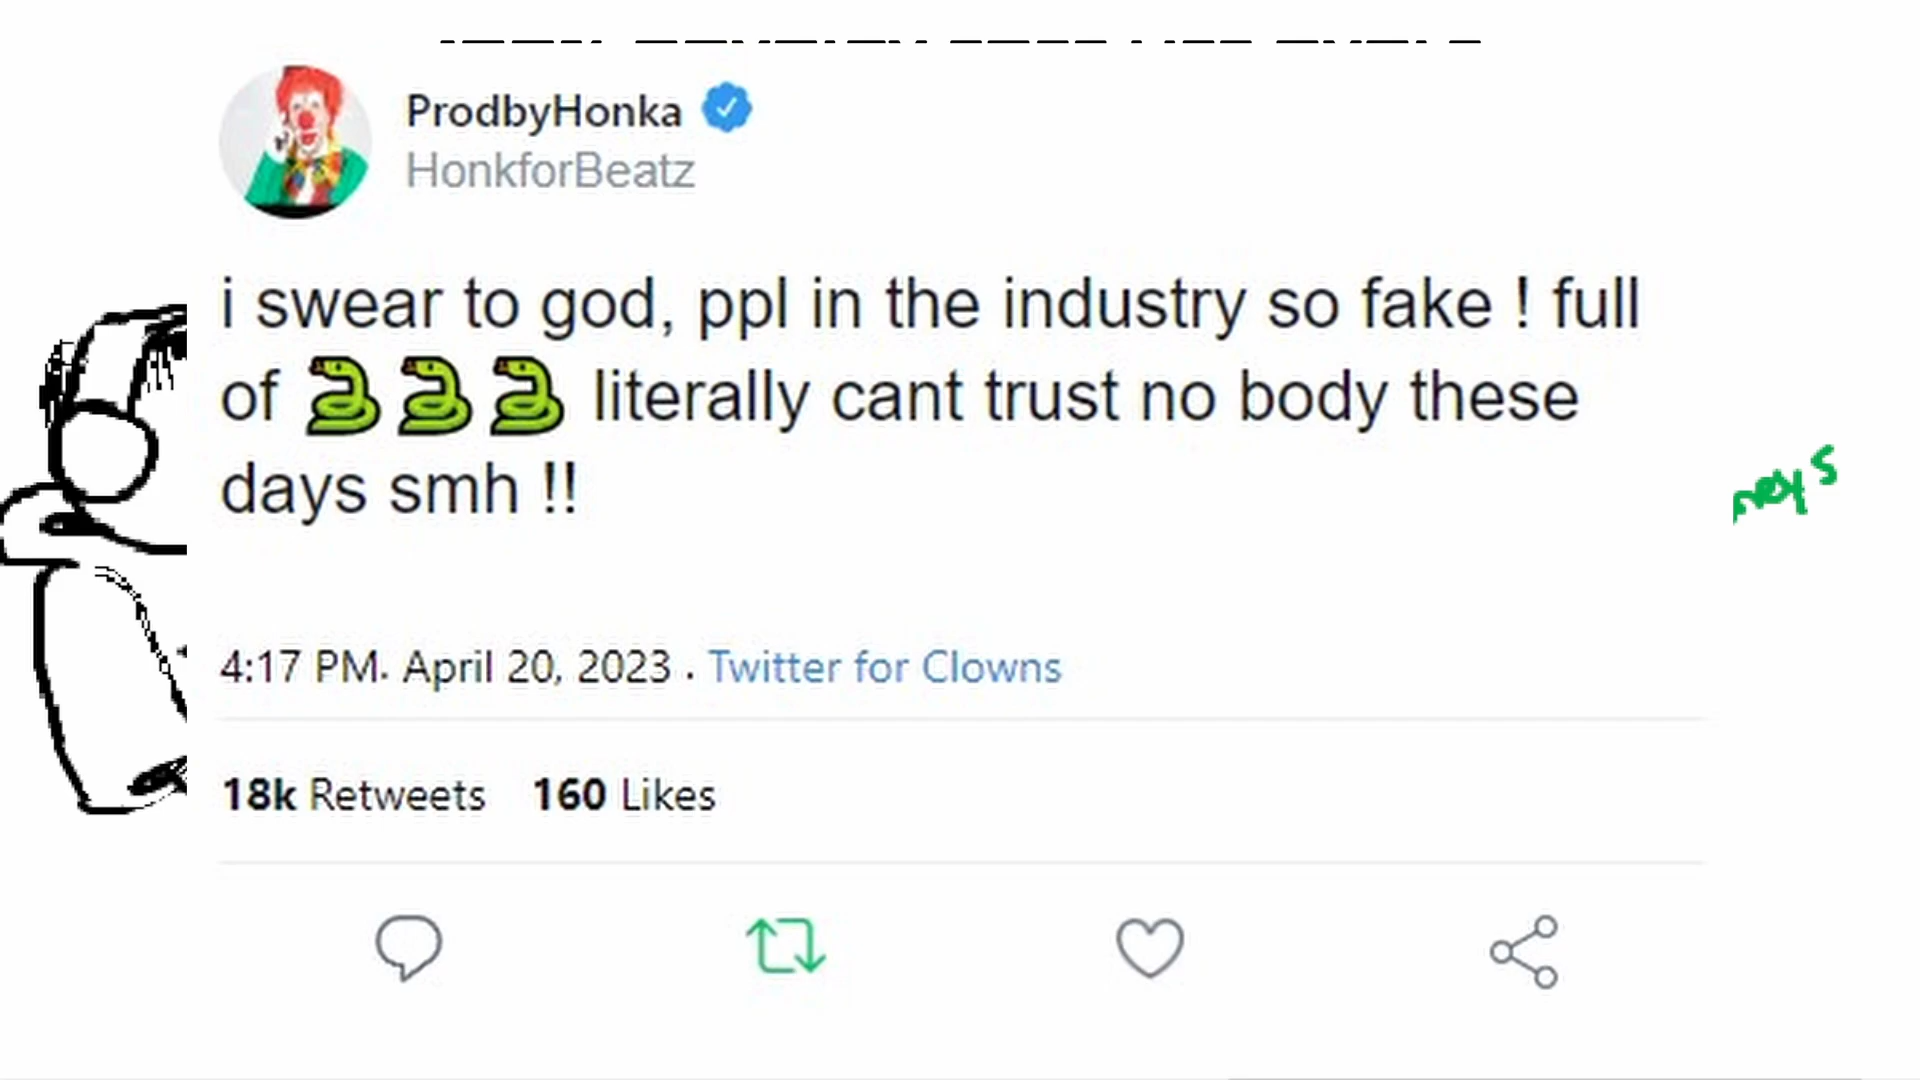 ProdbyHonka
HonkforBeatz
i swear to god, ppl in the industry so fake ! full
of 🐍🐍🐍 literally cant trust no body these
days smh !!
4:17 PM. April 20, 2023 . Twitter for Clowns
18k Retweets 160 Likes